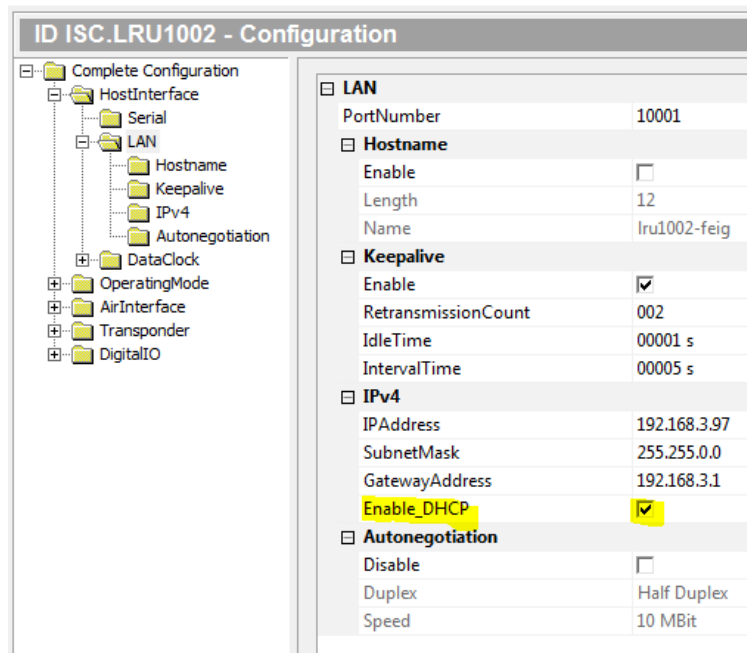 ID ISC.LRU1002 - Configuration
Complete Configuration
HostInterface
Serial
LAN
Hostname
Keepalive
IPv4
Autonegotiation
DataClock
OperatingMode
AirInterface
Transponder
DigitalIO
LAN
PortNumber 10001
Hostname
Enable
Length 12
Name lru1002-feig
Keepalive
Enable
RetransmissionCount 002
IdleTime 00001 s
IntervalTime 00005 s
IPv4
IPAddress 192.168.3.97
SubnetMask 255.255.0.0
GatewayAddress 192.168.3.1
Enable_DHCP
Autonegotiation
Disable
Duplex Half Duplex
Speed 10 MBit